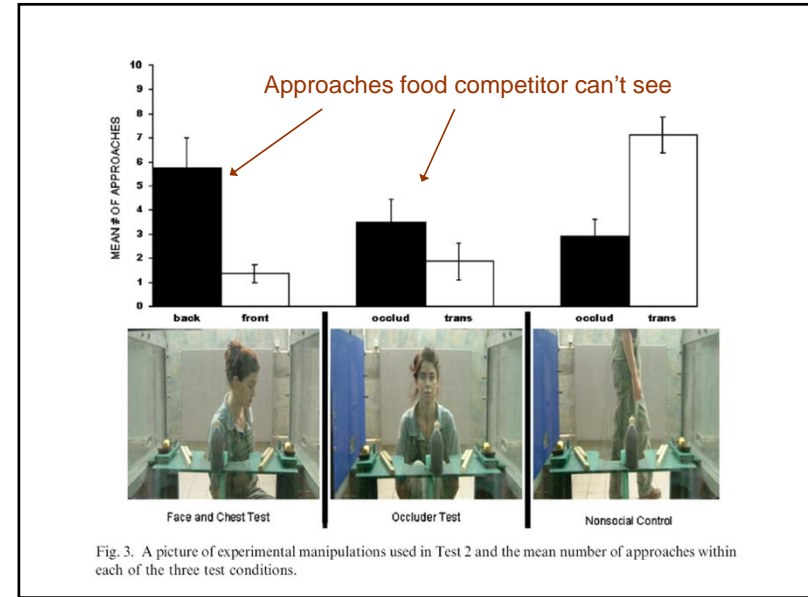 Approaches food competitor can't see
MEAN # OF APPROACHES
10
9
8
7
6
5
4
3
2
1
0
back front occlud trans occlud trans
Face and Chest Test Occluder Test Nonsocial Control
Fig. 3. A picture of experimental manipulations used in Test 2 and the mean number of approaches within
each of the three test conditions.